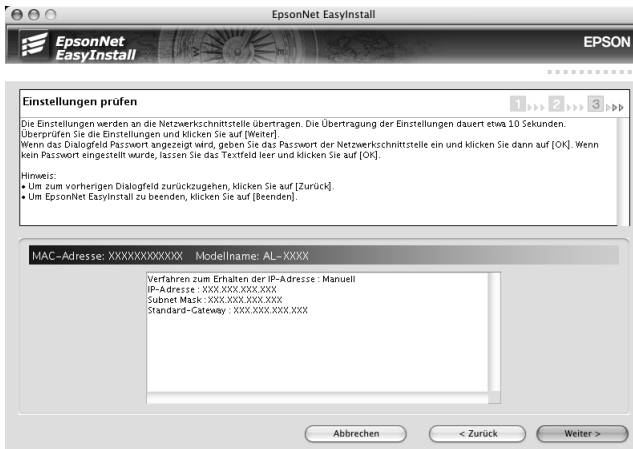 EpsonNet EasyInstall
EpsonNet
EasyInstall
EPSON
Einstellungen prüfen
1 2 3
Die Einstellungen werden an die Netzwerkschnittstelle übertragen. Die Übertragung der Einstellungen dauert etwa 10 Sekunden.
Überprüfen Sie die Einstellungen und klicken Sie auf [Weiter].
Wenn das Dialogfeld Passwort angezeigt wird, geben Sie das Passwort der Netzwerkschnittstelle ein und klicken Sie dann auf [OK]. Wenn
kein Passwort eingestellt wurde, lassen Sie das Textfeld leer und klicken Sie auf [OK].
Hinweis:
• Um zum vorherigen Dialogfeld zurückzugehen, klicken Sie auf [Zurück].
• Um EpsonNet EasyInstall zu beenden, klicken Sie auf [Beenden].
MAC-Adresse: XXXXXXXXXXXX Modellname: AL-XXXX
Verfahren zum Erhalten der IP-Adresse : Manuell
IP-Adresse : XXX.XXX.XXX.XXX
Subnet Mask : XXX.XXX.XXX.XXX
Standard-Gateway : XXX.XXX.XXX.XXX
Abbrechen < Zurück Weiter >